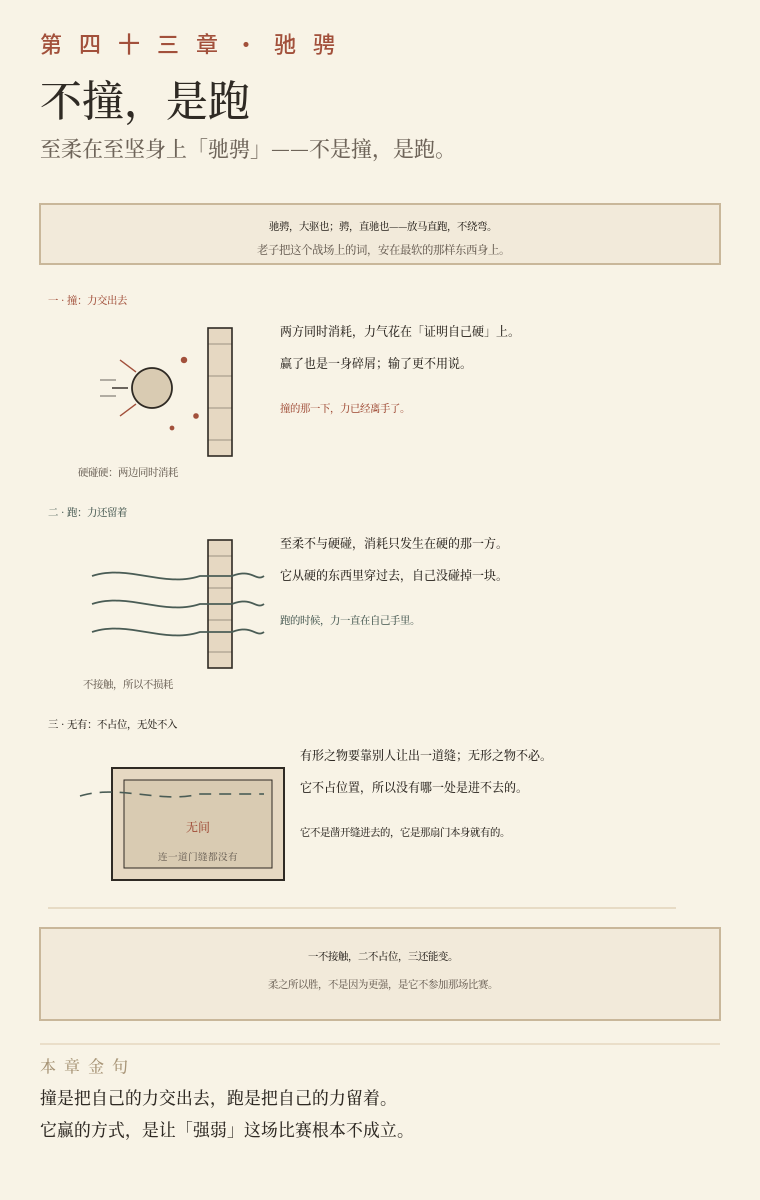 第四十三章·驰骋
不撞，是跑
至柔在至坚身上「驰骋」——不是撞，是跑。
驰骋，大驱也；骋，直驰也——放马直跑，不绕弯。
老子把这个战场上的词，安在最软的那样东西身上。
一·撞：力交出去
两方同时消耗，力气花在「证明自己硬」上。
赢了也是一身碎屑；输了更不用说。
撞的那一下，力已经离手了。
硬碰硬：两边同时消耗
二·跑：力还留着
至柔不与硬碰，消耗只发生在硬的那一方。
它从硬的东西里穿过去，自己没碰掉一块。
跑的时候，力一直在自己手里。
不接触，所以不损耗
三·无有：不占位，无处不入
有形之物要靠别人让出一道缝；无形之物不必。
它不占位置，所以没有哪一处是进不去的。
无间
它不是凿开缝进去的，它是那扇门本身就有的。
连一道门缝都没有
一不接触，二不占位，三还能变。
柔之所以胜，不是因为更强，是它不参加那场比赛。
本章金句
撞是把自己的力交出去，跑是把自己的力留着。
它赢的方式，是让「强弱」这场比赛根本不成立。